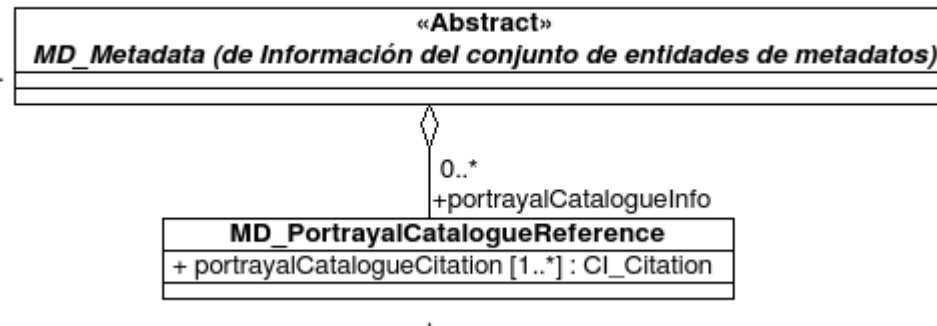 «Abstract»
MD_Metadata (de Información del conjunto de entidades de metadatos)
0..*
+portrayalCatalogueInfo
MD_PortrayalCatalogueReference
+ portrayalCatalogueCitation [1..*] : CI_Citation